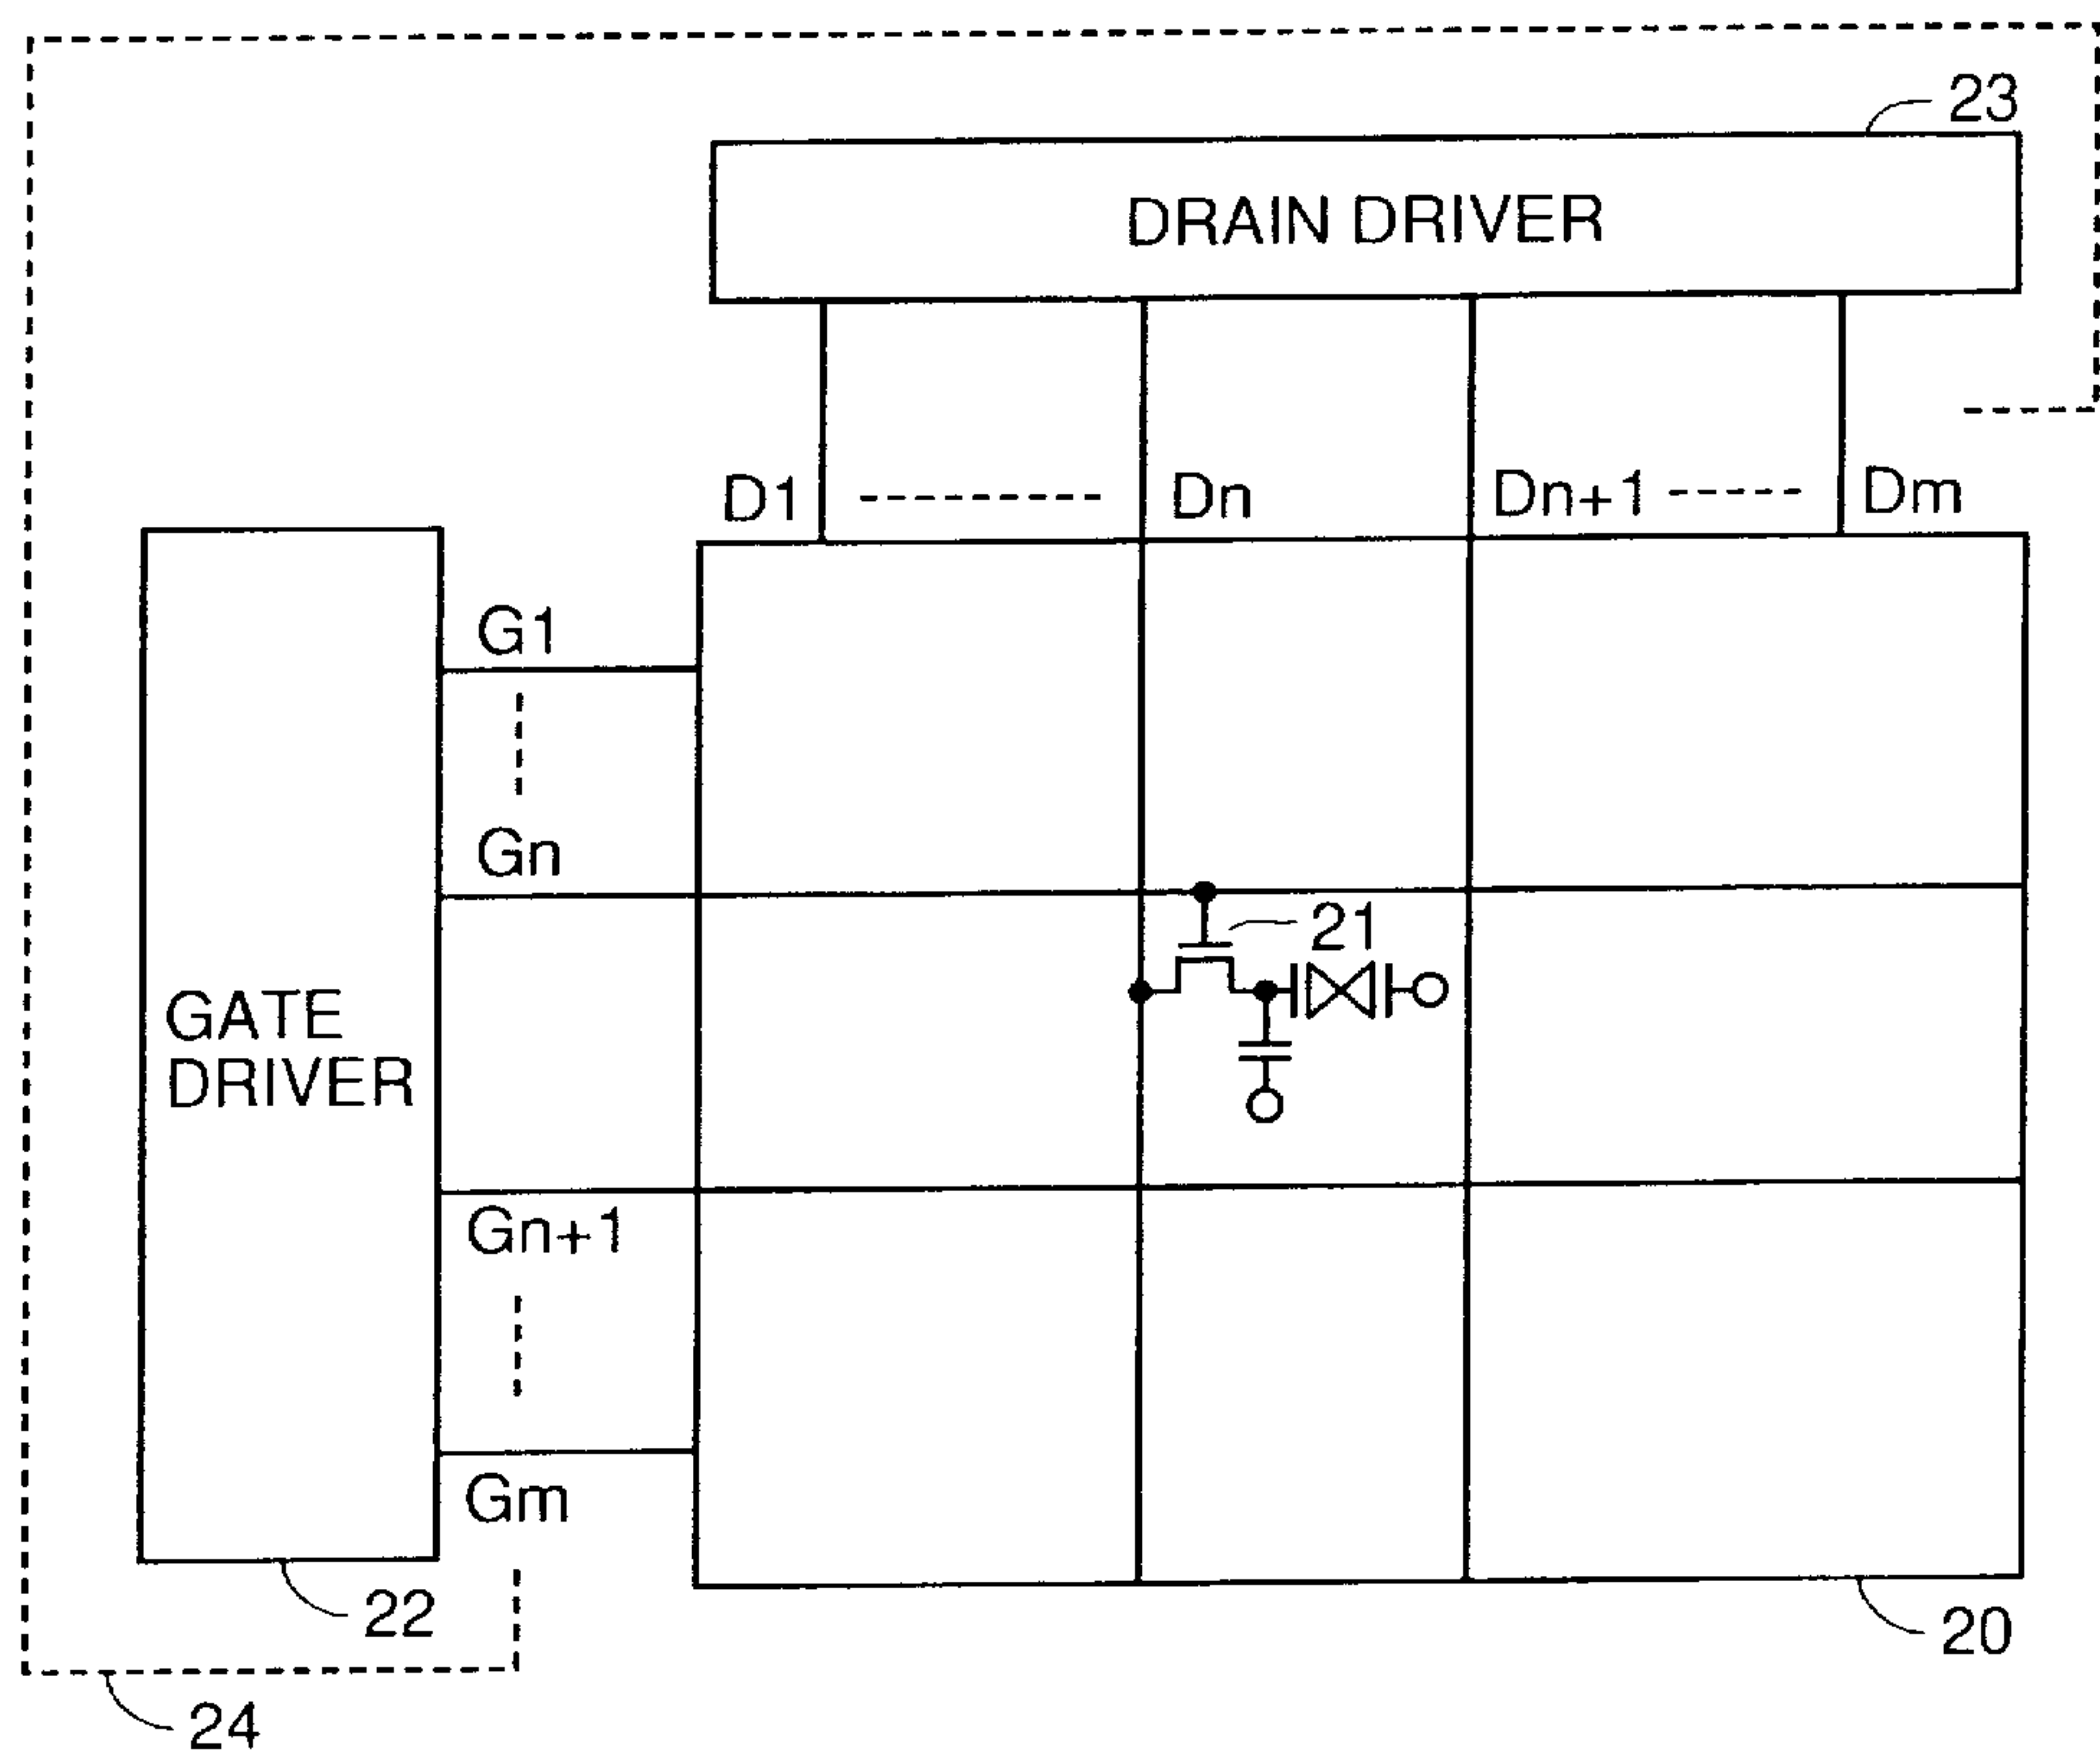 23
DRAIN DRIVER
D1
Dn
Dn+1
Dm
G1
Gn
21
GATE
DRIVER
Gn+1
Gm
22
20
24